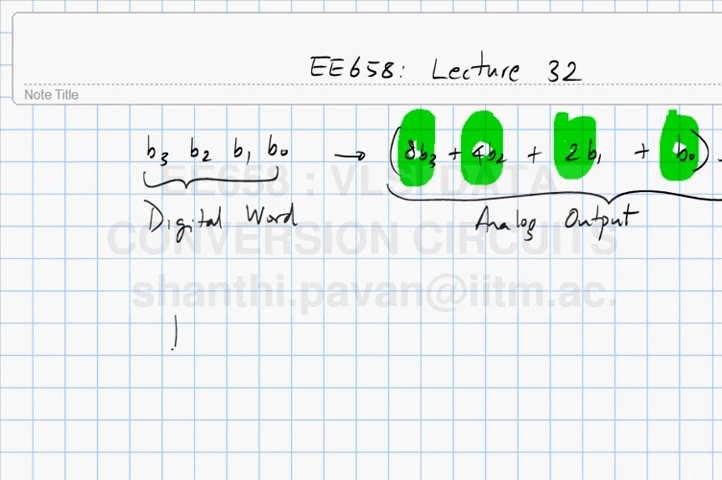 EE658: Lecture 32
Note Title
b₃ b₂ b₁ b₀ → (8b₃ + 4b₂ + 2b₁ + b₀)
EE658 : VLSI DATA
Digital Word Analog Output
CONVERSION CIRCUITS
shanthi.pavan@iitm.ac.